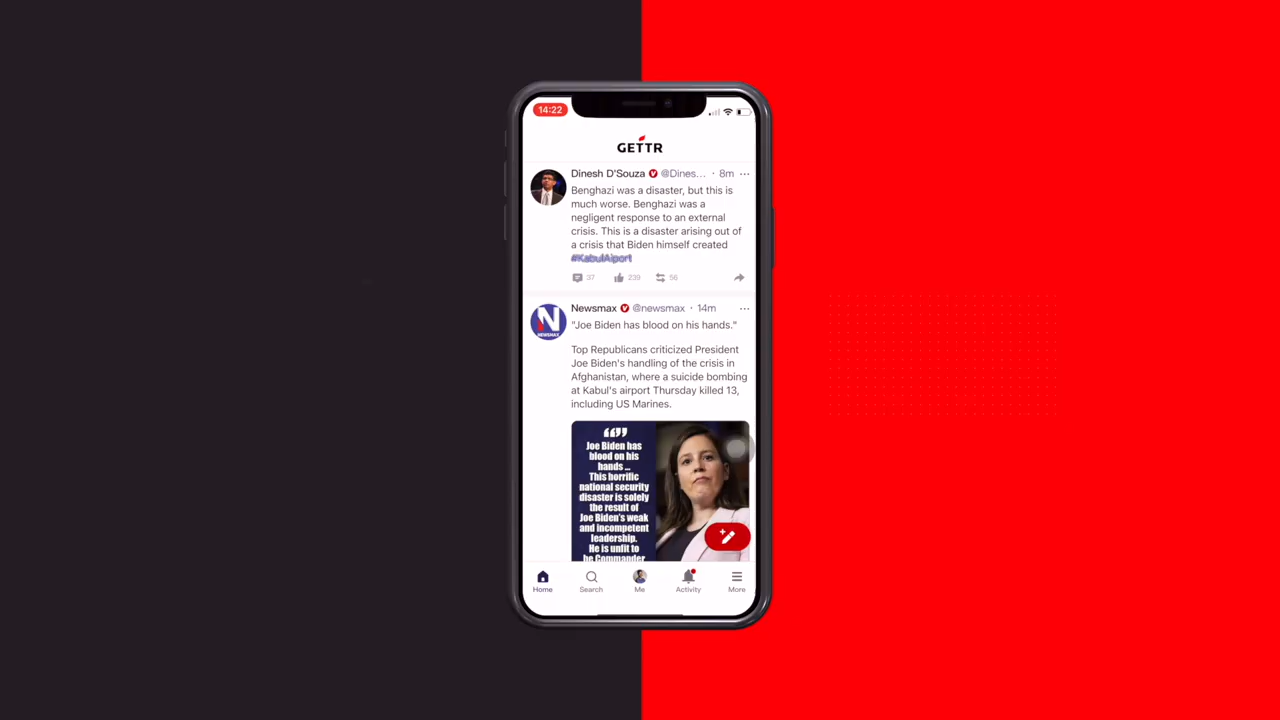 14:22
GETTR
Dinesh D'Souza @Dines... · 8m ...
Benghazi was a disaster, but this is
much worse. Benghazi was a
negligent response to an external
crisis. This is a disaster arising out of
a crisis that Biden himself created
#KabulAiport
37 239 56
Newsmax @newsmax · 14m ...
"Joe Biden has blood on his hands."
Top Republicans criticized President
Joe Biden's handling of the crisis in
Afghanistan, where a suicide bombing
at Kabul's airport Thursday killed 13,
including US Marines.
N
NEWSMAX
Joe Biden has
blood on his
hands ...
This horrific
national security
disaster is solely
the result of
Joe Biden's weak
and incompetent
leadership.
He is unfit to
be Commander
Home Search Me Activity More